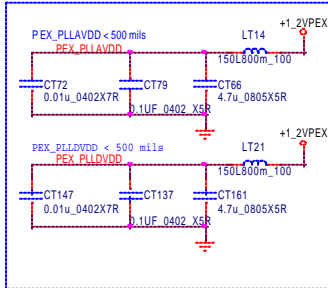 +1_2VPEX
PEX_PLLAVDD < 500 mils
LT14
PEX_PLLAVDD
150L800m_100
CT72
CT79
CT66
0.01u_0402X7R
4.7u_0805X5R
0.1UF_0402_X5R
+1_2VPEX
PEX_PLLDVDD < 500 mils
LT21
PEX_PLLDVDD
150L800m_100
CT147
CT137
CT161
0.01u_0402X7R
4.7u_0805X5R
0.1UF_0402_X5R